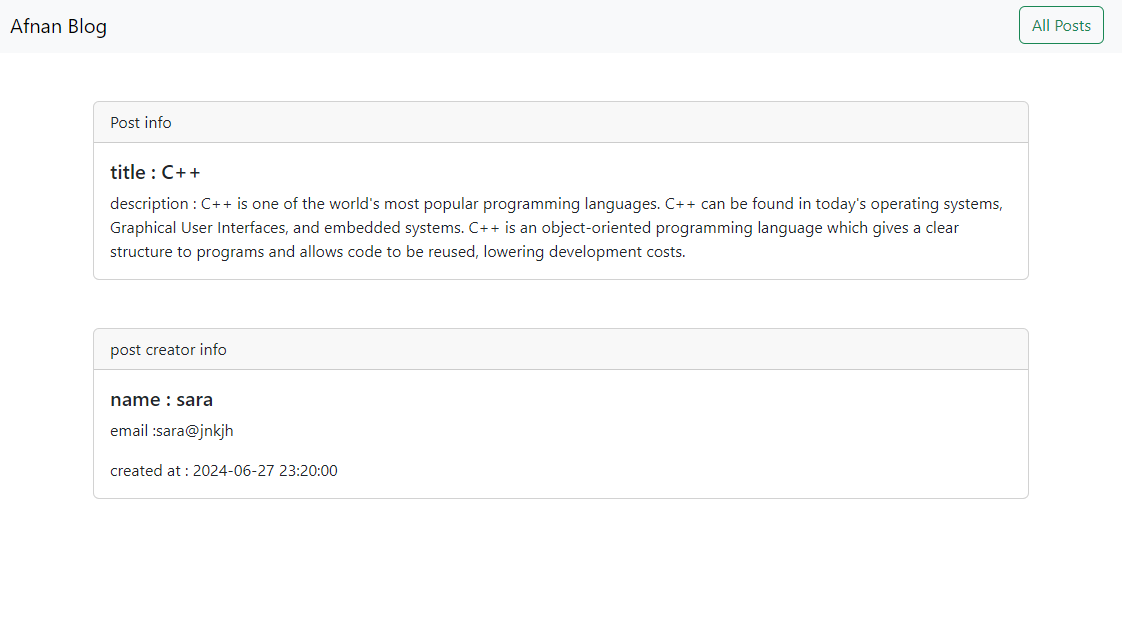 Afnan Blog
All Posts
Post info
title : C++
description : C++ is one of the world's most popular programming languages. C++ can be found in today's operating systems,
Graphical User Interfaces, and embedded systems. C++ is an object-oriented programming language which gives a clear
structure to programs and allows code to be reused, lowering development costs.
post creator info
name : sara
email :sara@jnkjh
created at : 2024-06-27 23:20:00